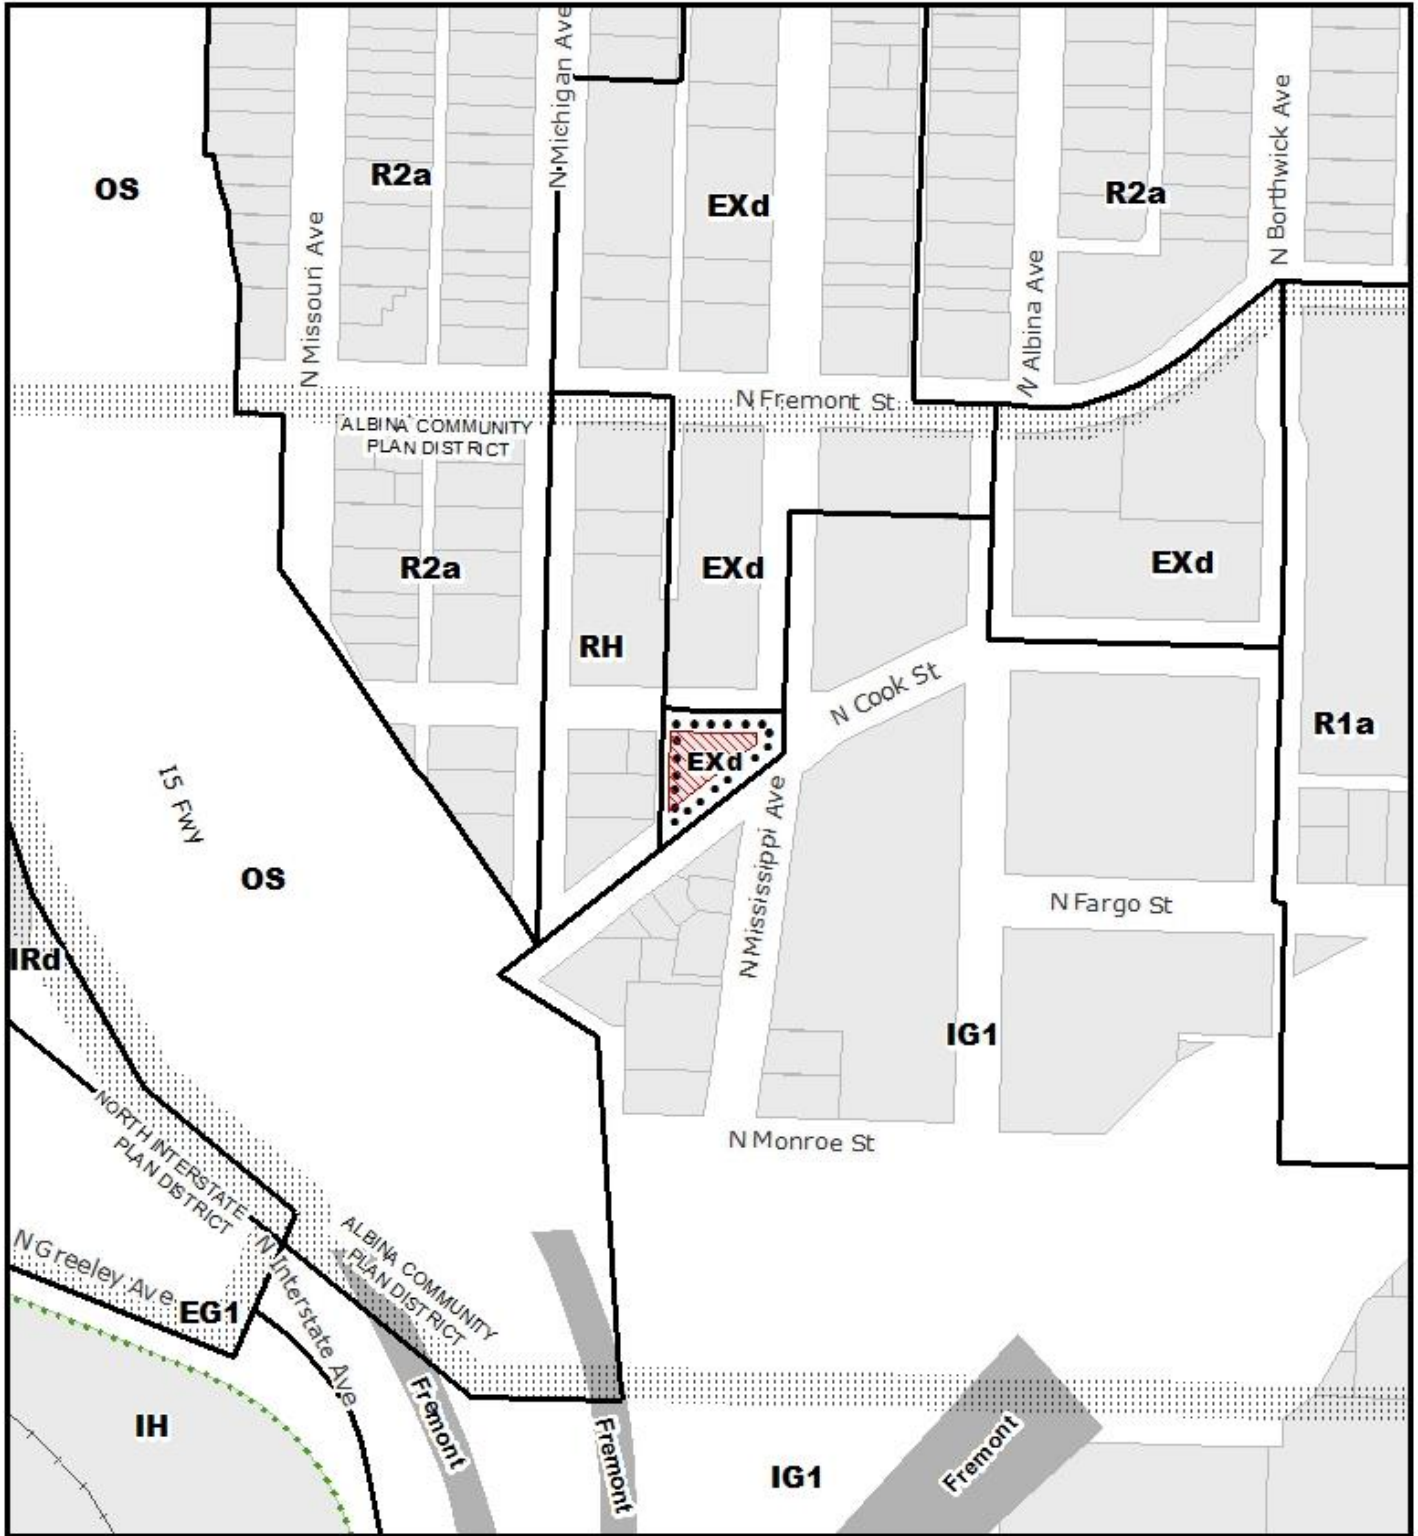 N Michigan Ave
N Borthwick Ave
R2a
OS
R2a
EXd
N Missouri Ave
N Albina Ave
N Fremont St
ALBINA COMMUNITY
PLAN DISTRICT
R2a
EXd
EXd
RH
N Cook St
R1a
EXd
I5 Fwy
N Mississippi Ave
OS
N Fargo St
IRd
IG1
N Monroe St
NORTH INTERSTATE
PLAN DISTRICT
ALBINA COMMUNITY
PLAN DISTRICT
N Greeley Ave
N Interstate Ave
EG1
IH
Fremont
Fremont
Fremont
IG1